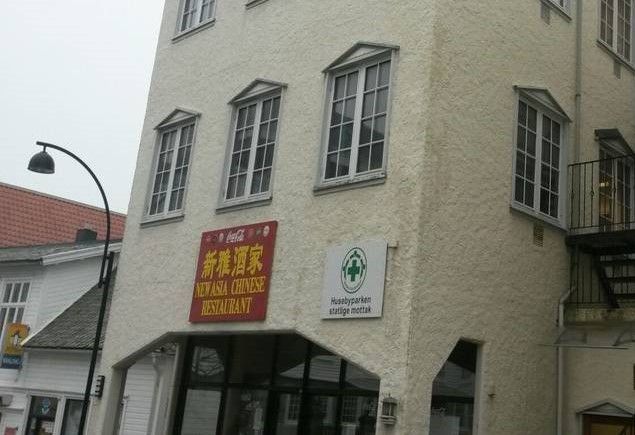 Coca-Cola
新雅酒家
NEW ASIA CHINESE
RESTAURANT
Husebyparken
statlige mottak